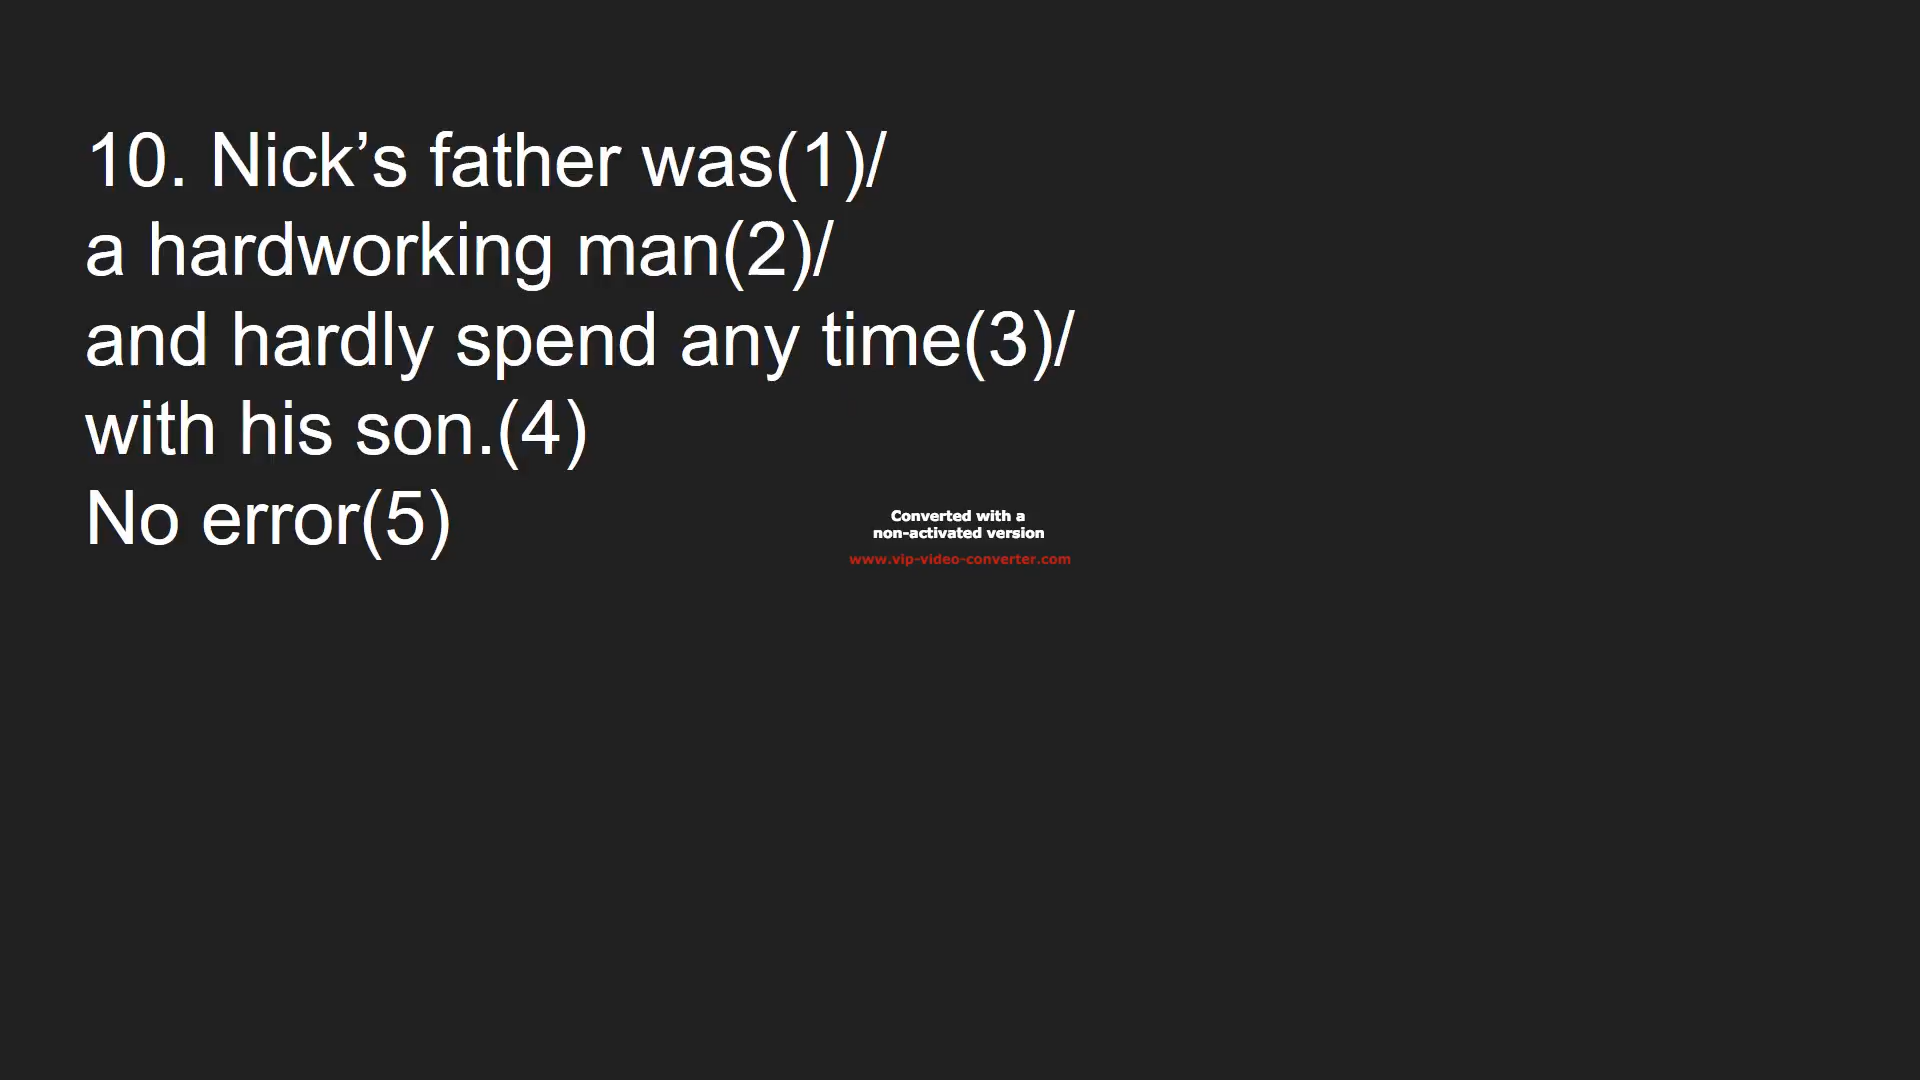 10. Nick’s father was(1)/
a hardworking man(2)/
and hardly spend any time(3)/
with his son.(4)
No error(5)
Converted with a
non-activated version
www.vip-video-converter.com